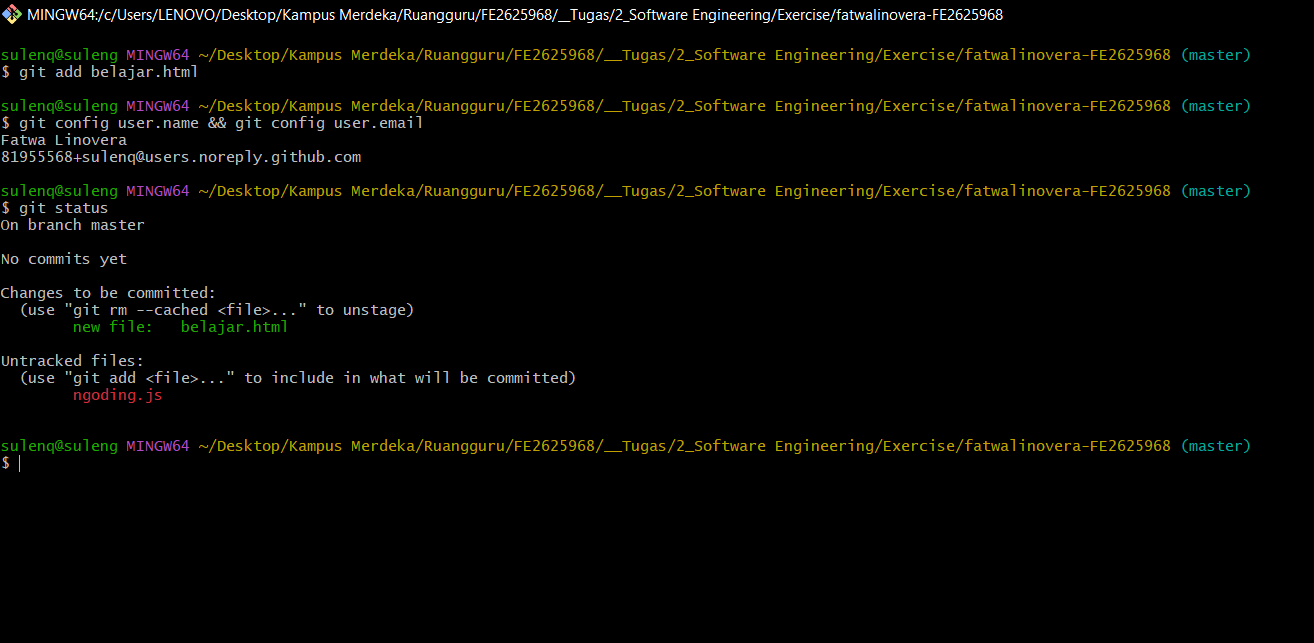 MINGW64:/c/Users/LENOVO/Desktop/Kampus Merdeka/Ruangguru/FE2625968/__Tugas/2_Software Engineering/Exercise/fatwalinovera-FE2625968
sulenq@suleng MINGW64 ~/Desktop/Kampus Merdeka/Ruangguru/FE2625968/__Tugas/2_Software Engineering/Exercise/fatwalinovera-FE2625968 (master)
$ git add belajar.html
sulenq@suleng MINGW64 ~/Desktop/Kampus Merdeka/Ruangguru/FE2625968/__Tugas/2_Software Engineering/Exercise/fatwalinovera-FE2625968 (master)
$ git config user.name && git config user.email
Fatwa Linovera
81955568+sulenq@users.noreply.github.com
sulenq@suleng MINGW64 ~/Desktop/Kampus Merdeka/Ruangguru/FE2625968/__Tugas/2_Software Engineering/Exercise/fatwalinovera-FE2625968 (master)
$ git status
On branch master
No commits yet
Changes to be committed:
  (use "git rm --cached <file>..." to unstage)
        new file:   belajar.html
Untracked files:
  (use "git add <file>..." to include in what will be committed)
        ngoding.js
sulenq@suleng MINGW64 ~/Desktop/Kampus Merdeka/Ruangguru/FE2625968/__Tugas/2_Software Engineering/Exercise/fatwalinovera-FE2625968 (master)
$